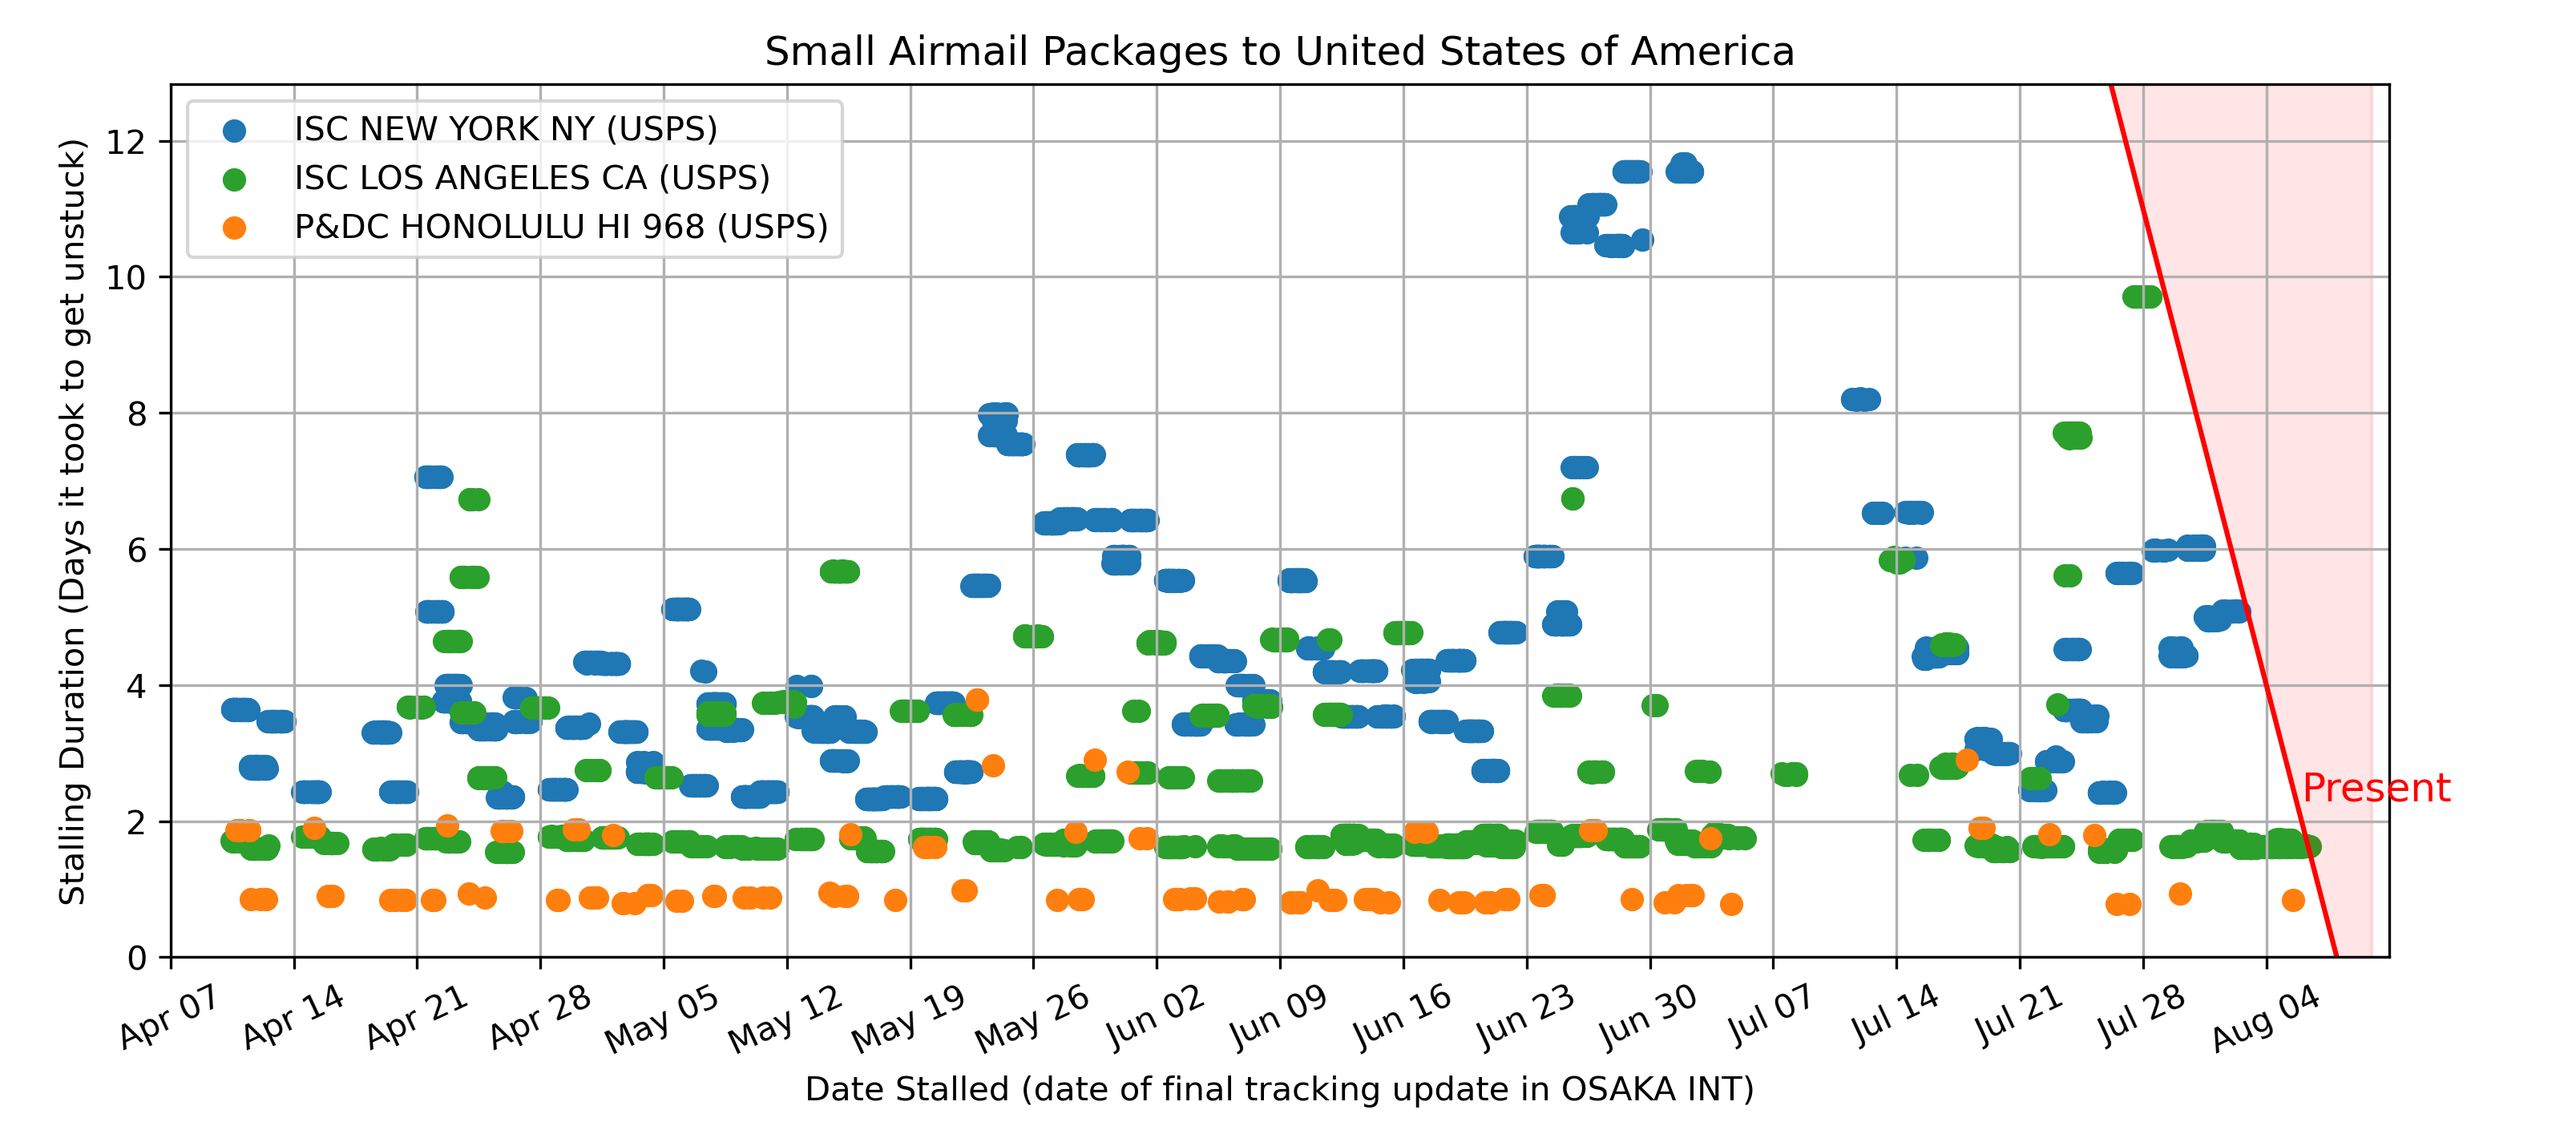 Small Airmail Packages to United States of America
ISC NEW YORK NY (USPS)
ISC LOS ANGELES CA (USPS)
P&DC HONOLULU HI 968 (USPS)
Stalling Duration (Days it took to get unstuck)
12
10
8
6
4
2
0
Present
Apr 07
Apr 14
Apr 21
Apr 28
May 05
May 12
May 19
May 26
Jun 02
Jun 09
Jun 16
Jun 23
Jun 30
Jul 07
Jul 14
Jul 21
Jul 28
Aug 04
Date Stalled (date of final tracking update in OSAKA INT)